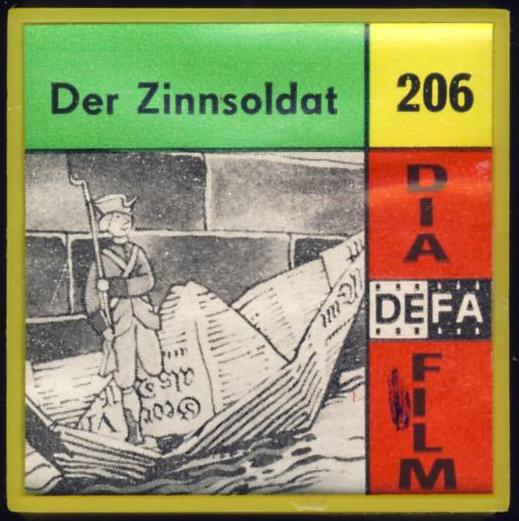 Der Zinnsoldat
206
DIA
DEFA
FILM